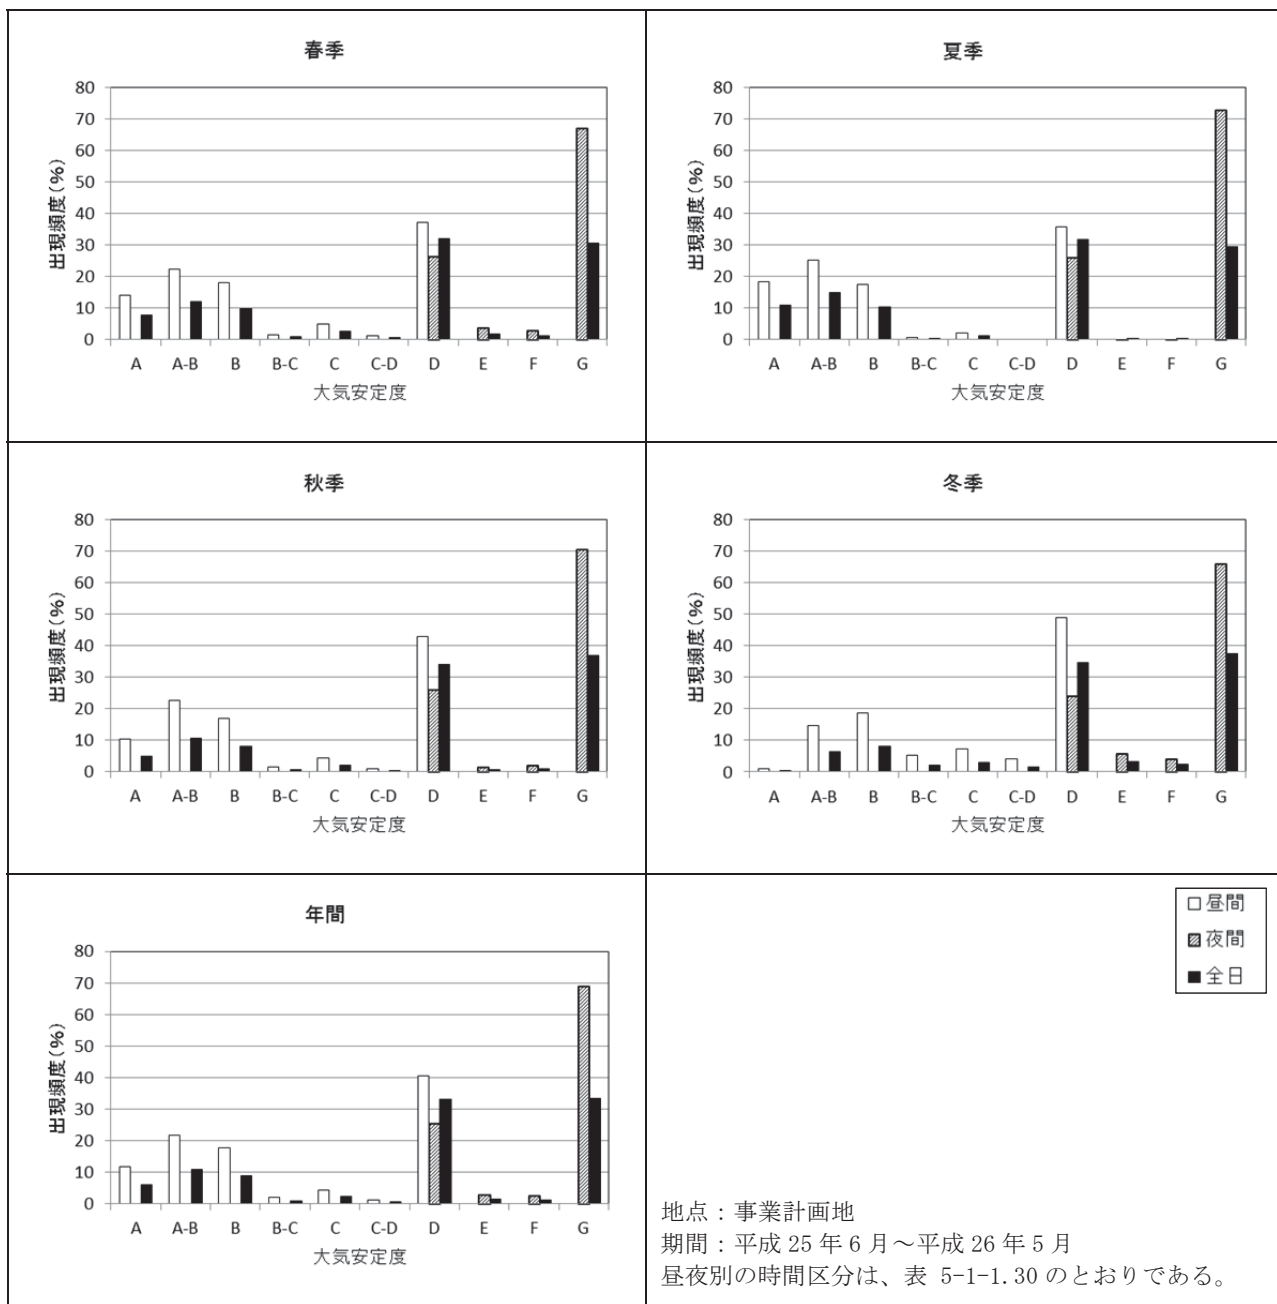 春季
80
70
60
50
40
30
20
10
0
出現頻度(%)
A A-B B B-C C C-D D E F G
大気安定度
夏季
80
70
60
50
40
30
20
10
0
出現頻度(%)
A A-B B B-C C C-D D E F G
大気安定度
秋季
80
70
60
50
40
30
20
10
0
出現頻度(%)
A A-B B B-C C C-D D E F G
大気安定度
冬季
80
70
60
50
40
30
20
10
0
出現頻度(%)
A A-B B B-C C C-D D E F G
大気安定度
年間
80
70
60
50
40
30
20
10
0
出現頻度(%)
A A-B B B-C C C-D D E F G
大気安定度
昼間
夜間
全日
地点：事業計画地
期間：平成 25 年 6 月～平成 26 年 5 月
昼夜別の時間区分は、表 5-1-1.30 のとおりである。